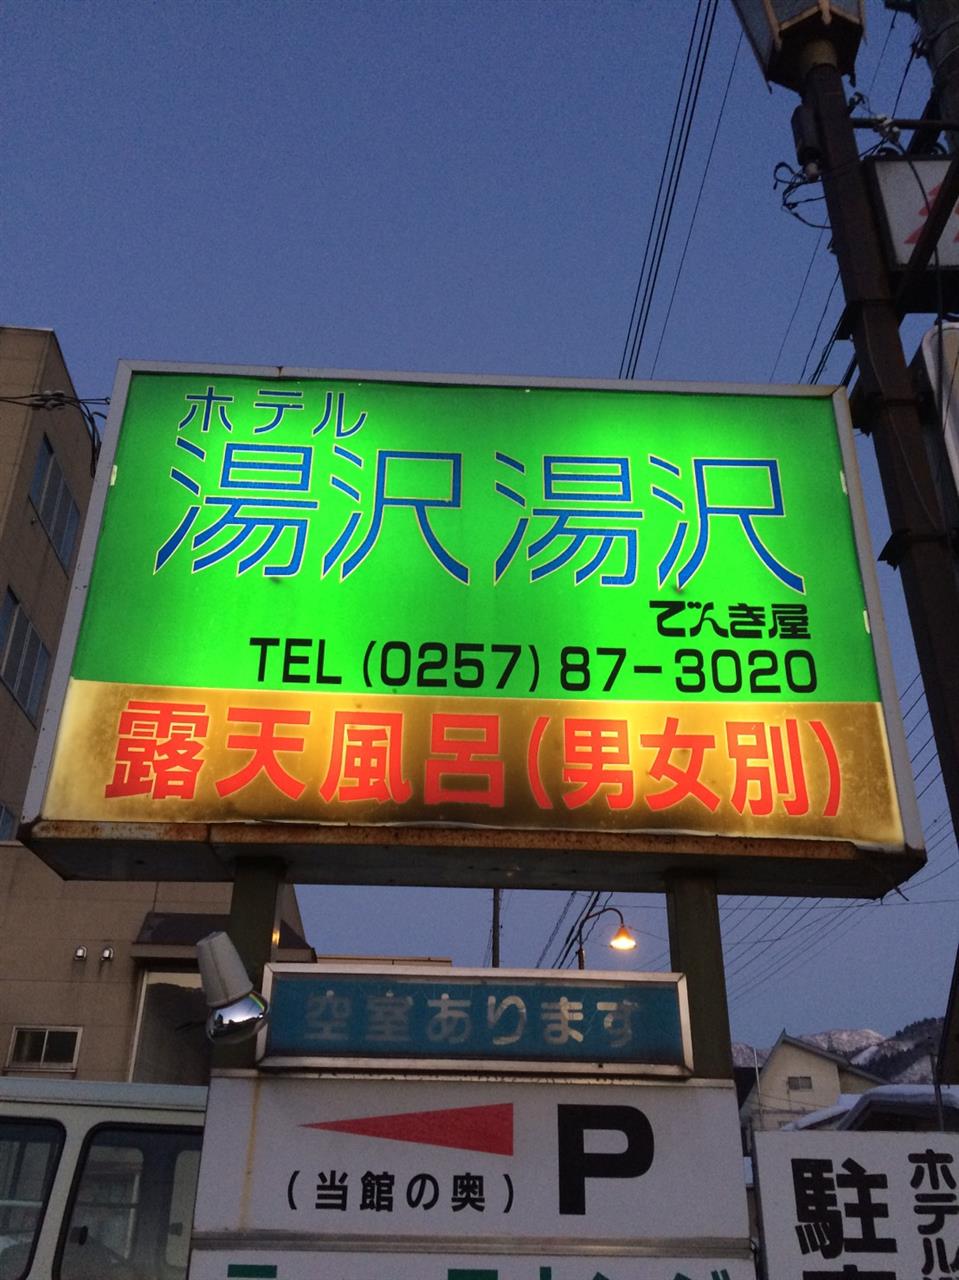 ホテル
湯沢湯沢
でんき屋
TEL (0257) 87-3020
露天風呂(男女別)
空室あります
P
(当館の奥)
ホテル
駐